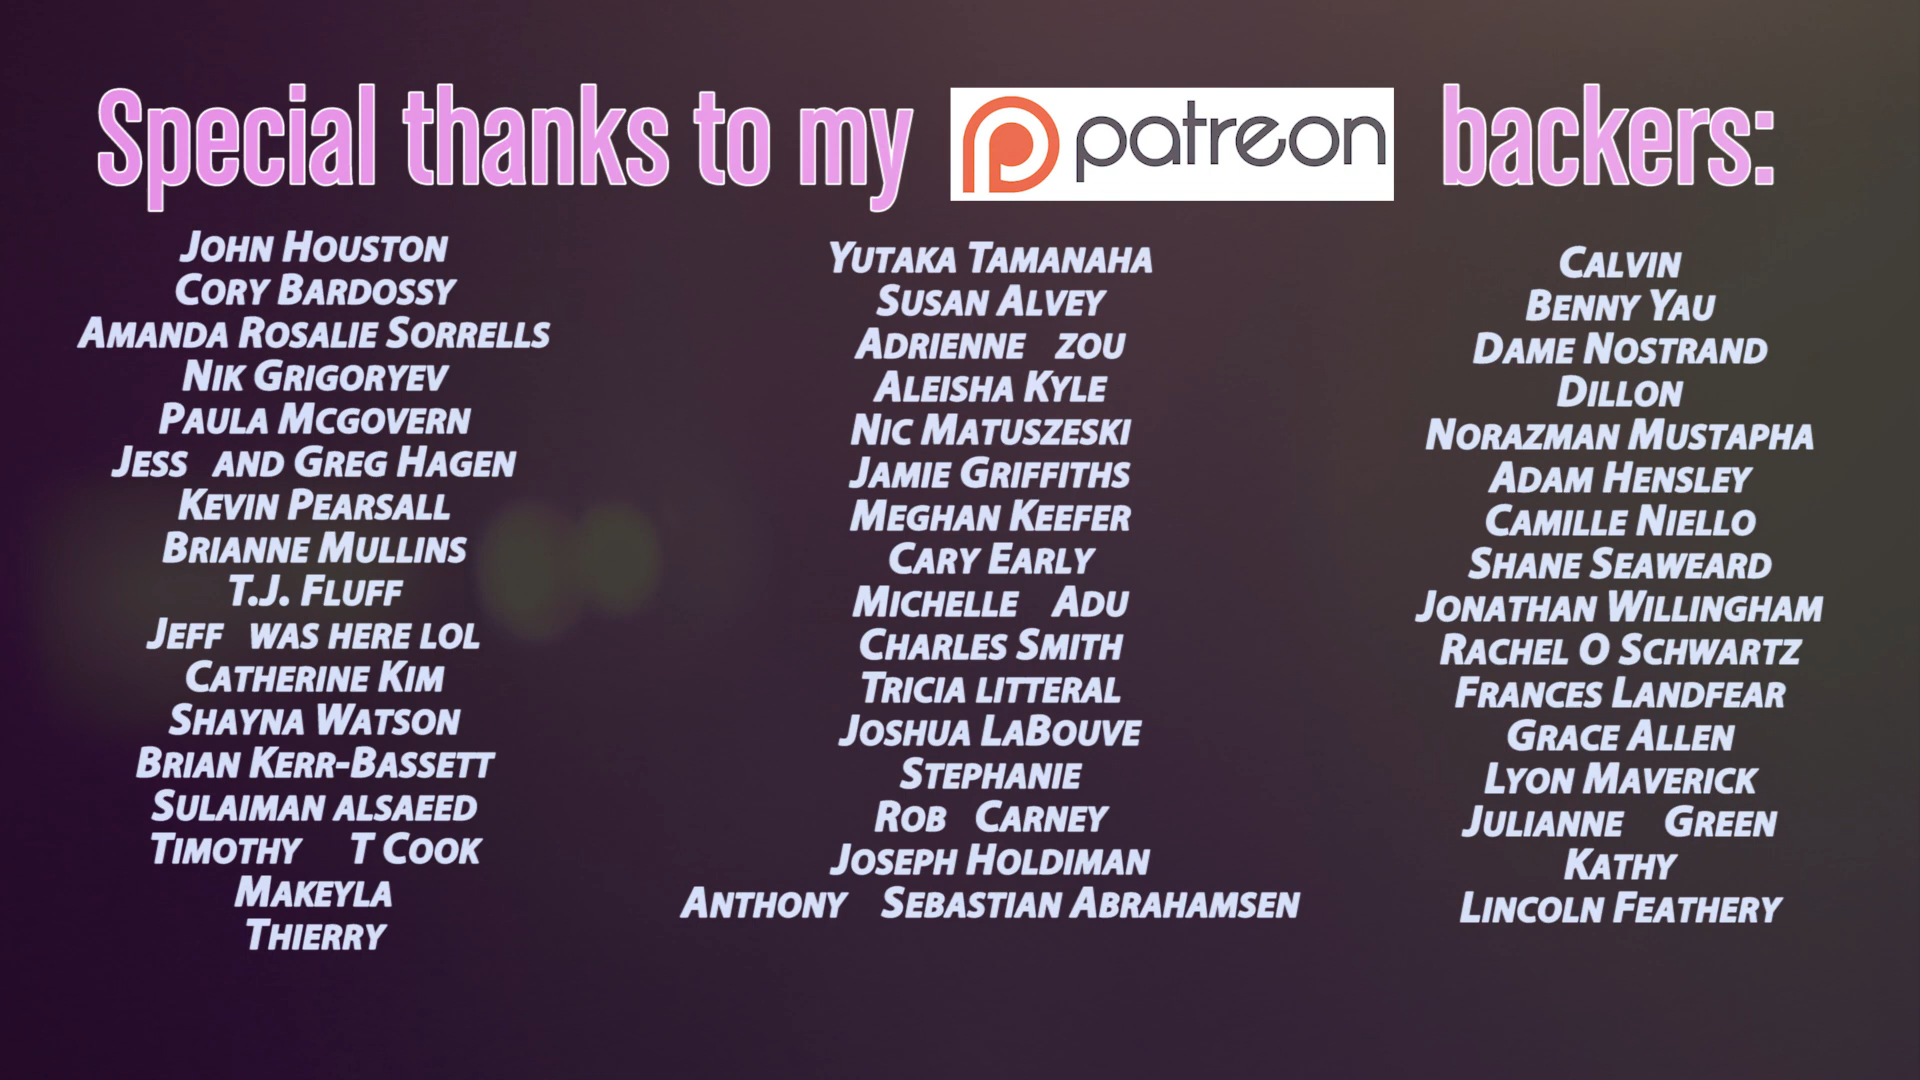 Special thanks to my patreon backers:
John Houston
Cory Bardossy
Amanda Rosalie Sorrells
Nik Grigoryev
Paula Mcgovern
Jess and Greg Hagen
Kevin Pearsall
Brianne Mullins
T.J. Fluff
Jeff was here lol
Catherine Kim
Shayna Watson
Brian Kerr-Bassett
Sulaiman alsaeed
Timothy T Cook
Makeyla
Thierry
Yutaka Tamanaha
Susan Alvey
Adrienne zou
Aleisha Kyle
Nic Matuszeski
Jamie Griffiths
Meghan Keefer
Cary Early
Michelle Adu
Charles Smith
Tricia litteral
Joshua LaBouve
Stephanie
Rob Carney
Joseph Holdiman
Anthony Sebastian Abrahamsen
Calvin
Benny Yau
Dame Nostrand
Dillon
Norazman Mustapha
Adam Hensley
Camille Niello
Shane Seaweard
Jonathan Willingham
Rachel O Schwartz
Frances Landfear
Grace Allen
Lyon Maverick
Julianne Green
Kathy
Lincoln Feathery